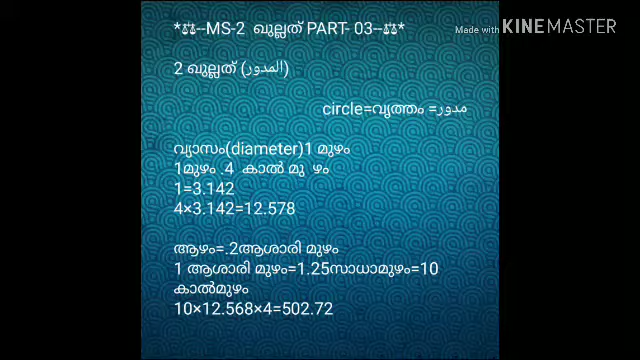 *⚖--MS-2 ഖുല്ലത് PART- 03--⚖*
Made with KINEMASTER
2 ഖുല്ലത് (المدور)
circle=വൃത്തം =مدور
വ്യാസം(diameter)1 മുഴം
1മുഴം .4 കാൽ മു ഴം
1=3.142
4×3.142=12.578
ആഴം=.2ആശാരി മുഴം
1 ആശാരി മുഴം=1.25സാധാമുഴം=10
കാൽമുഴം
10×12.568×4=502.72